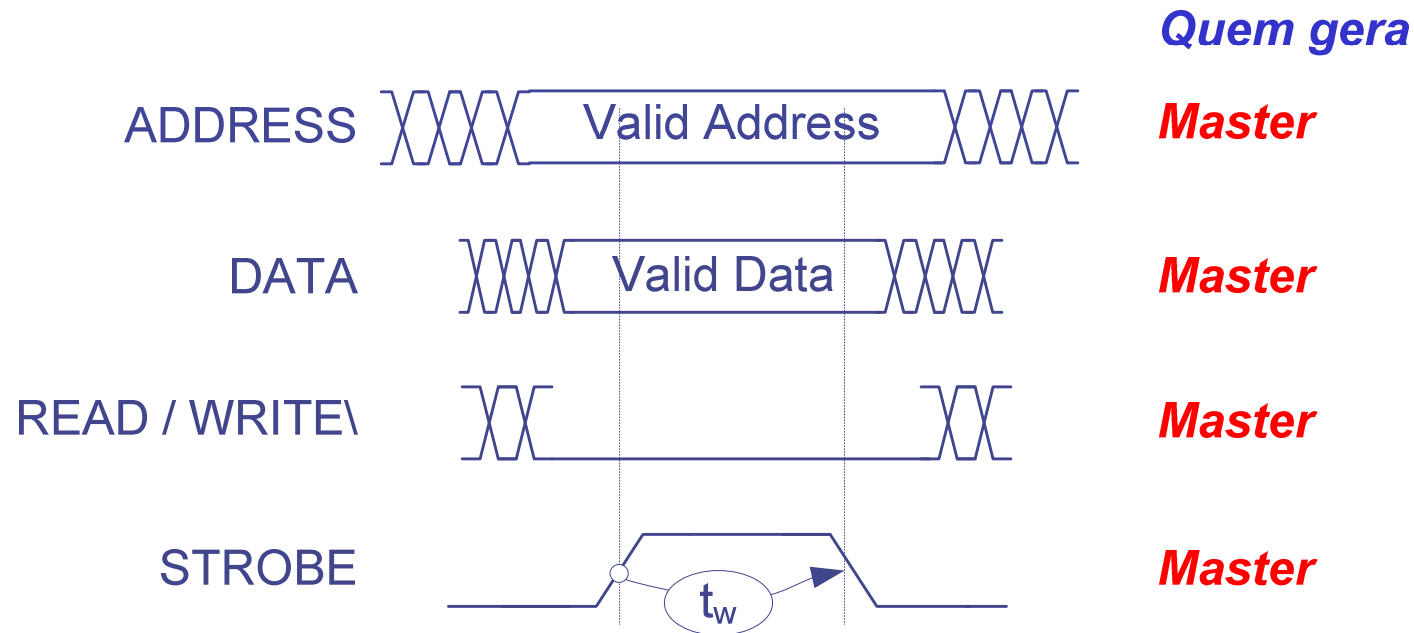 Quem gera
ADDRESS Valid Address Master
DATA Valid Data Master
READ / WRITE\ Master
STROBE Master
tw